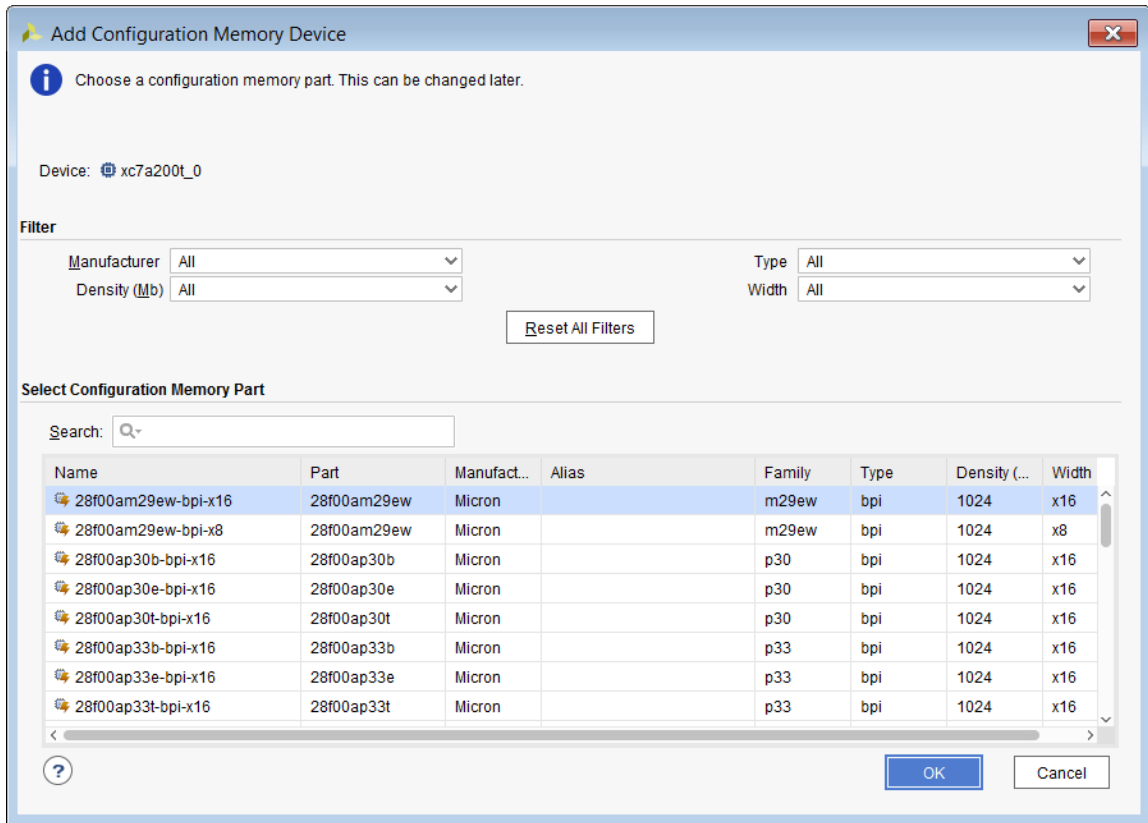 Add Configuration Memory Device
Choose a configuration memory part. This can be changed later.
Device: xc7a200t_0
Filter
Manufacturer All Type All
Density (Mb) All Width All
Reset All Filters
Select Configuration Memory Part
Search:
Name Part Manufact... Alias Family Type Density (... Width
28f00am29ew-bpi-x16 28f00am29ew Micron m29ew bpi 1024 x16
28f00am29ew-bpi-x8 28f00am29ew Micron m29ew bpi 1024 x8
28f00ap30b-bpi-x16 28f00ap30b Micron p30 bpi 1024 x16
28f00ap30e-bpi-x16 28f00ap30e Micron p30 bpi 1024 x16
28f00ap30t-bpi-x16 28f00ap30t Micron p30 bpi 1024 x16
28f00ap33b-bpi-x16 28f00ap33b Micron p33 bpi 1024 x16
28f00ap33e-bpi-x16 28f00ap33e Micron p33 bpi 1024 x16
28f00ap33t-bpi-x16 28f00ap33t Micron p33 bpi 1024 x16
? OK Cancel